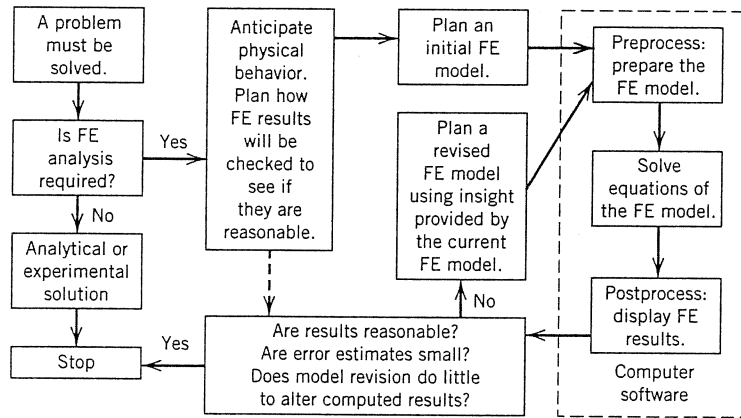 A problem
must be
solved.
Is FE
analysis
required?
Yes
No
Analytical or
experimental
solution
Stop
Anticipate
physical
behavior.
Plan how
FE results
will be
checked to
see if
they are
reasonable.
Plan an
initial FE
model.
Preprocess:
prepare the
FE model.
Solve
equations of
the FE model.
Postprocess:
display FE
results.
Computer
software
Are results reasonable?
Are error estimates small?
Does model revision do little
to alter computed results?
Yes
No
Plan a
revised
FE model
using insight
provided by
the current
FE model.